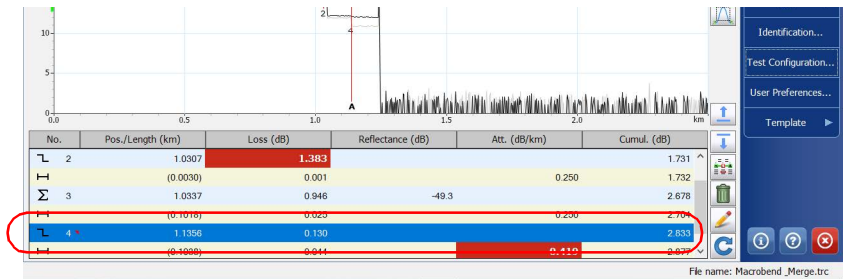 2
4
10
5
0
A
0.0 0.5 1.0 1.5 2.0 km
Identification...
Test Configuration...
User Preferences...
Template
No. Pos./Length (km) Loss (dB) Reflectance (dB) Att. (dB/km) Cumul. (dB)
2 1.0307 1.383 1.731
(0.0030) 0.001 0.250 1.732
Σ 3 1.0337 0.946 -49.3 2.678
(0.1018) 0.025 0.250 2.704
4 1.1356 0.130 2.833
(0.1038) 0.044 0.419 2.877
File name: Macrobend _Merge.trc